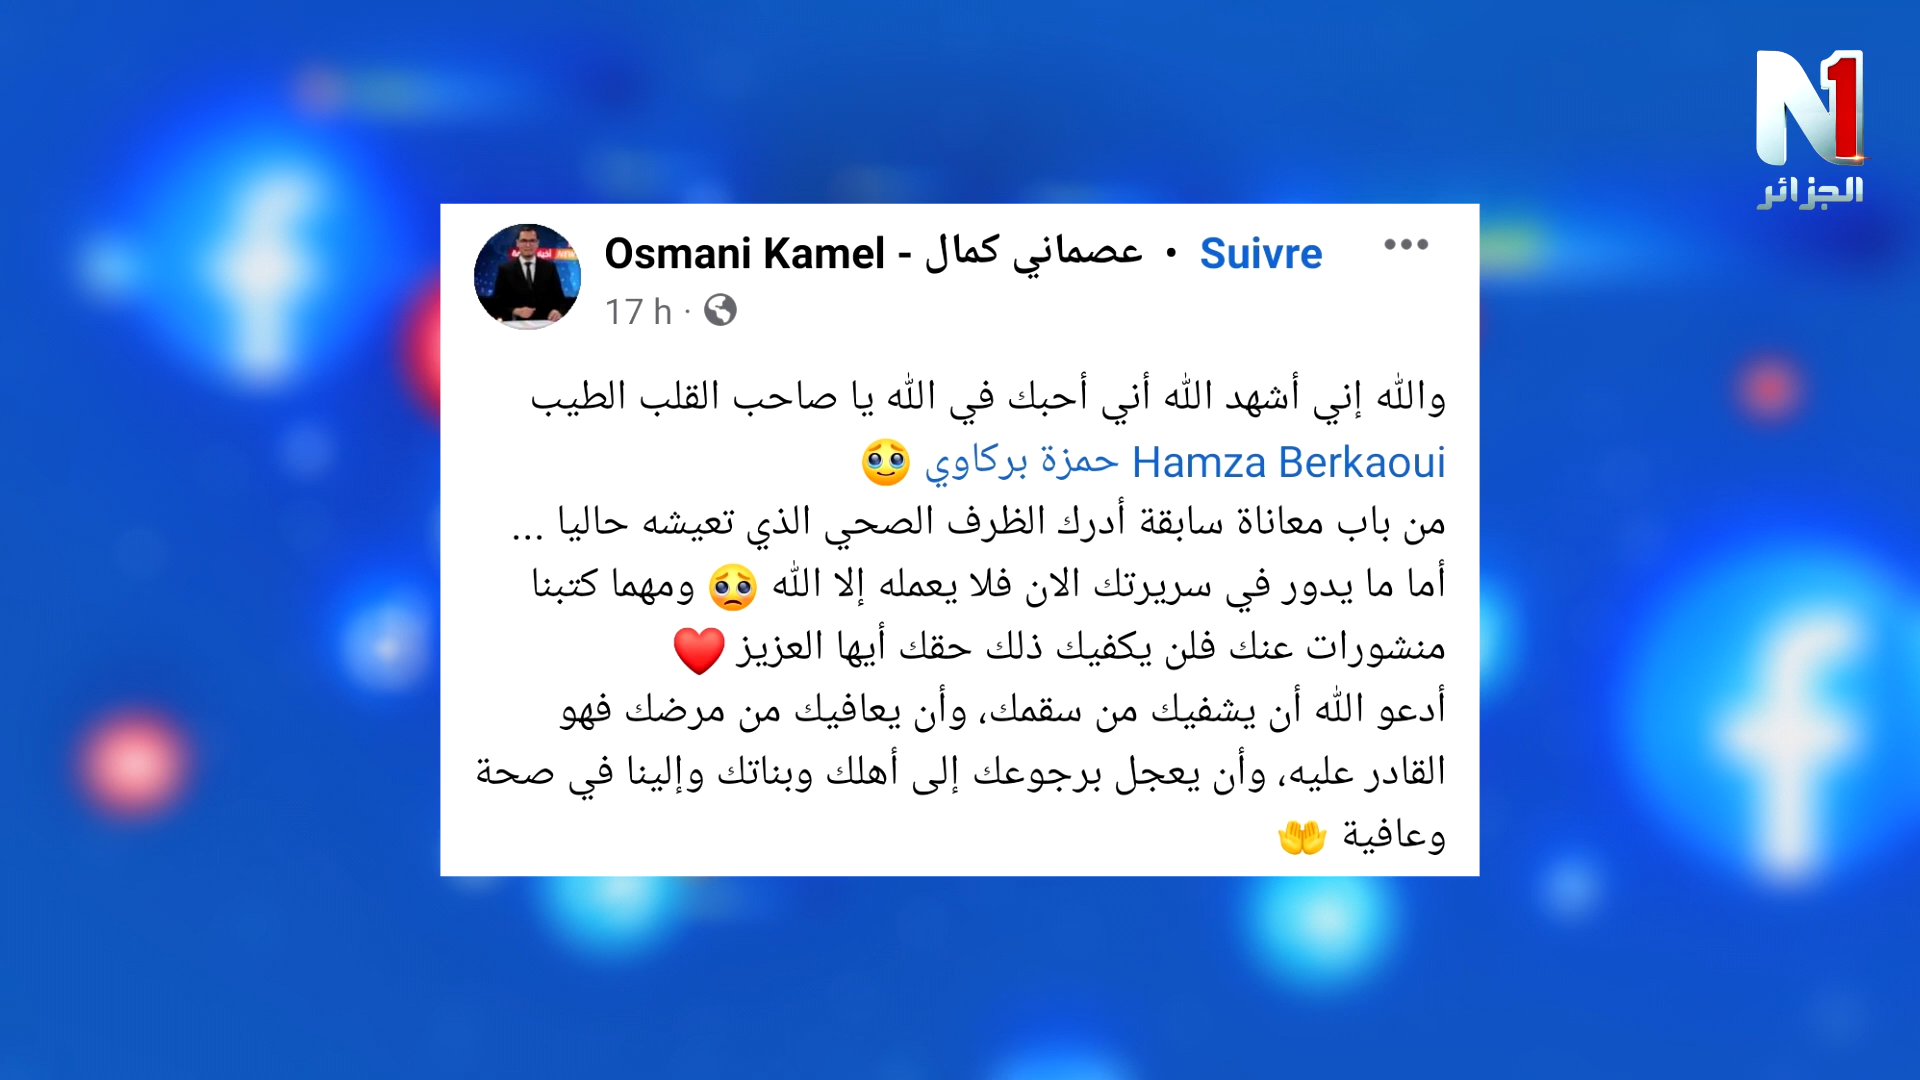 N1
الجزائر
Osmani Kamel - عصماني كمال • Suivre
17 h ·
والله إني أشهد الله أني أحبك في الله يا صاحب القلب الطيب
Hamza Berkaoui حمزة بركاوي 🥹
من باب معاناة سابقة أدرك الظرف الصحي الذي تعيشه حاليا ...
أما ما يدور في سريرتك الان فلا يعمله إلا الله 🥺 ومهما كتبنا
منشورات عنك فلن يكفيك ذلك حقك أيها العزيز ❤️
أدعو الله أن يشفيك من سقمك، وأن يعافيك من مرضك فهو
القادر عليه، وأن يعجل برجوعك إلى أهلك وبناتك وإلينا في صحة
وعافية 🤲